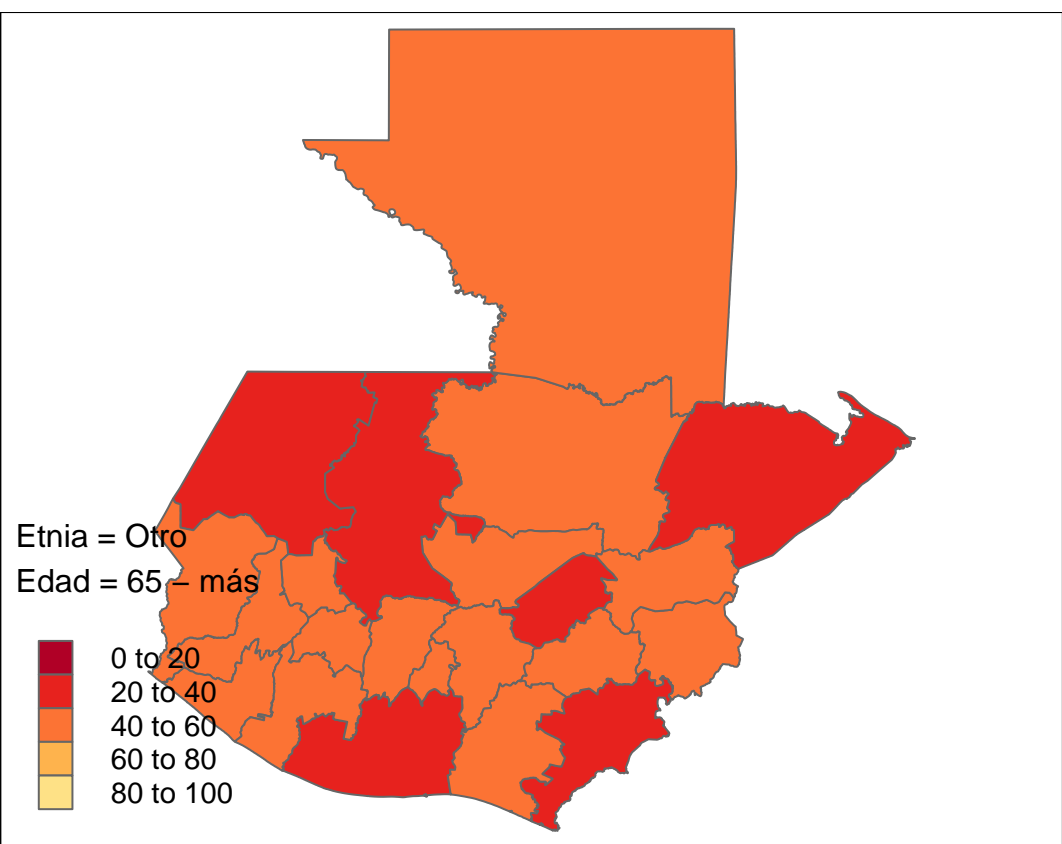 Etnia = Otro
Edad = 65 − más
0 to 20
20 to 40
40 to 60
60 to 80
80 to 100